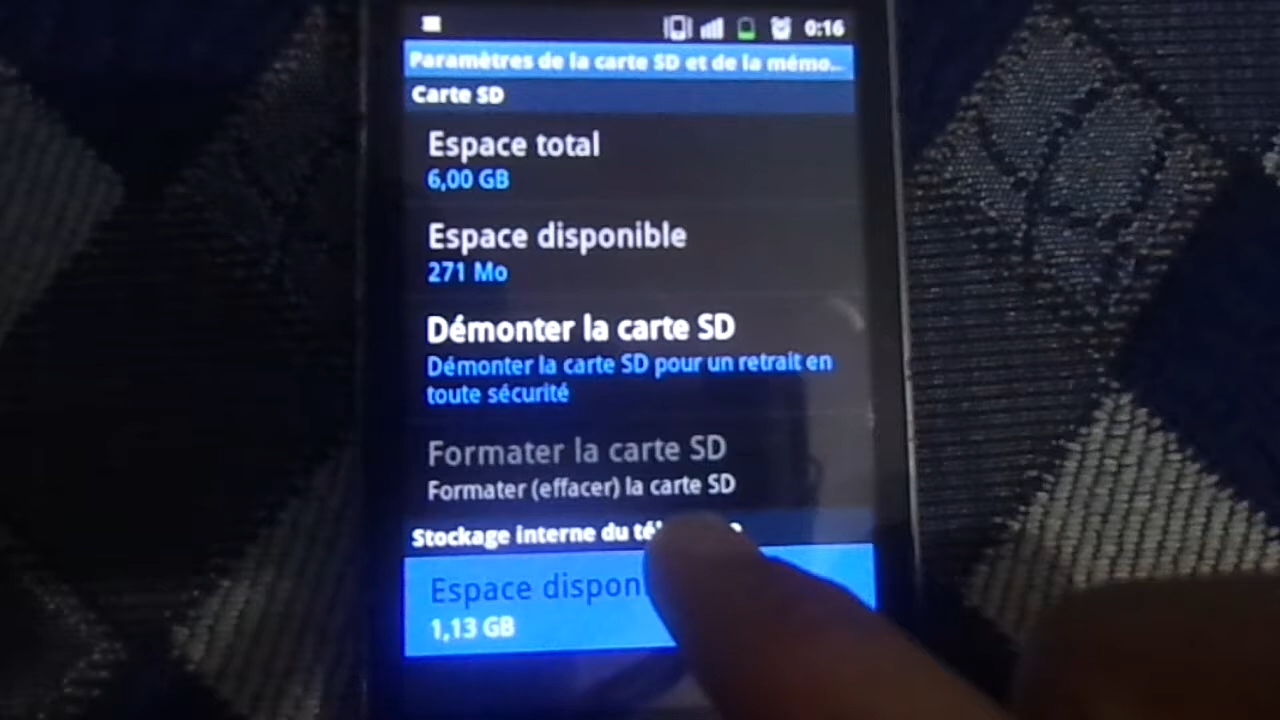 0:16
Paramètres de la carte SD et de la mémo...
Carte SD
Espace total
6,00 GB
Espace disponible
271 Mo
Démonter la carte SD
Démonter la carte SD pour un retrait en
toute sécurité
Formater la carte SD
Formater (effacer) la carte SD
Stockage interne du
Espace
1,13 GB